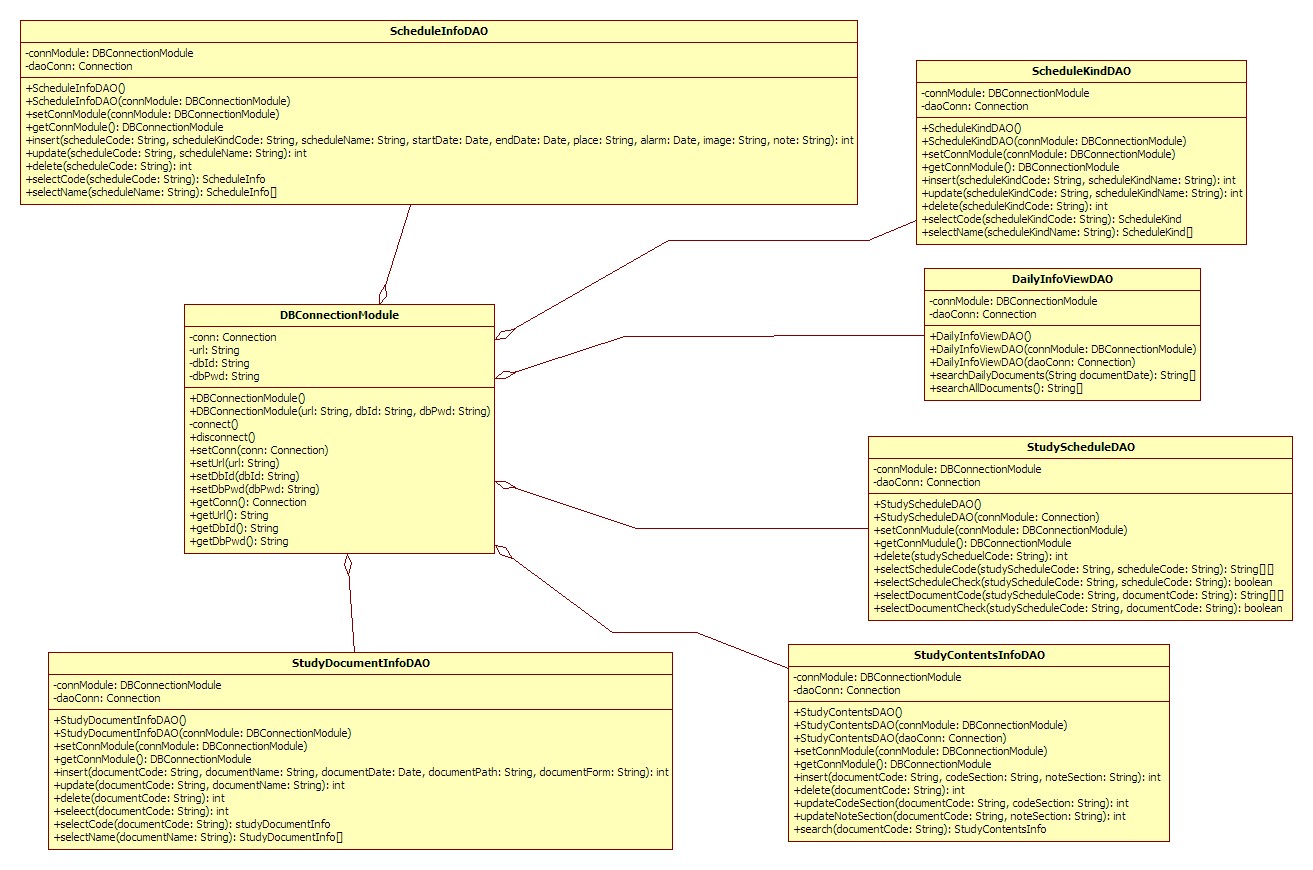 ScheduleInfoDAO
-connModule: DBConnectionModule
-daoConn: Connection
+ScheduleInfoDAO()
+ScheduleInfoDAO(connModule: DBConnectionModule)
+setConnModule(connModule: DBConnectionModule)
+getConnModule(): DBConnectionModule
+insert(scheduleCode: String, scheduleKindCode: String, scheduleName: String, startDate: Date, endDate: Date, place: String, alarm: Date, image: String, note: String): int
+update(scheduleCode: String, scheduleName: String): int
+delete(scheduleCode: String): int
+selectCode(scheduleCode: String): ScheduleInfo
+selectName(scheduleName: String): ScheduleInfo[]
ScheduleKindDAO
-connModule: DBConnectionModule
-daoConn: Connection
+ScheduleKindDAO()
+ScheduleKindDAO(connModule: DBConnectionModule)
+setConnModule(connModule: DBConnectionModule)
+getConnModule(): DBConnectionModule
+insert(scheduleKindCode: String, scheduleKindName: String): int
+update(scheduleKindCode: String, scheduleKindName: String): int
+delete(scheduleKindCode: String): int
+selectCode(scheduleKindCode: String): ScheduleKind
+selectName(scheduleKindName: String): ScheduleKind[]
DailyInfoViewDAO
-connModule: DBConnectionModule
-daoConn: Connection
+DailyInfoViewDAO()
+DailyInfoViewDAO(connModule: DBConnectionModule)
+DailyInfoViewDAO(daoConn: Connection)
+searchDailyDocuments(String documentDate): String[]
+searchAllDocuments(): String[]
DBConnectionModule
-conn: Connection
-url: String
-dbId: String
-dbPwd: String
+DBConnectionModule()
+DBConnectionModule(url: String, dbId: String, dbPwd: String)
-connect()
+disconnect()
+setConn(conn: Connection)
+setUrl(url: String)
+setDbId(dbId: String)
+setDbPwd(dbPwd: String)
+getConn(): Connection
+getUrl(): String
+getDbId(): String
+getDbPwd(): String
StudyScheduleDAO
-connModule: DBConnectionModule
-daoConn: Connection
+StudyScheduleDAO()
+StudyScheduleDAO(connModule: Connection)
+setConnMudule(connModule: DBConnectionModule)
+getConnMudule(): DBConnectionModule
+delete(studyScheduelCode: String): int
+selectScheduleCode(studyScheduleCode: String, scheduleCode: String): String[][]
+selectScheduleCheck(studyScheduleCode: String, scheduleCode: String): boolean
+selectDocumentCode(studyScheduleCode: String, documentCode: String): String[][]
+selectDocumentCheck(studyScheduleCode: String, documentCode: String): boolean
StudyDocumentInfoDAO
-connModule: DBConnectionModule
-daoConn: Connection
+StudyDocumentInfoDAO()
+StudyDocumentInfoDAO(connModule: DBConnectionModule)
+setConnModule(connModule: DBConnectionModule)
+getConnModule(): DBConnectionModule
+insert(documentCode: String, documentName: String, documentDate: Date, documentPath: String, documentForm: String): int
+update(documentCode: String, documentName: String): int
+delete(documentCode: String): int
+seleect(documentCode: String): int
+selectCode(documentCode: String): studyDocumentInfo
+selectName(documentName: String): StudyDocumentInfo[]
StudyContentsInfoDAO
-connModule: DBConnectionModule
-daoConn: Connection
+StudyContentsDAO()
+StudyContentsDAO(connModule: DBConnectionModule)
+StudyContentsDAO(daoConn: Connection)
+setConnModule(connModule: DBConnectionModule)
+getConnModule(): DBConnectionModule
+insert(documentCode: String, codeSection: String, noteSection: String): int
+delete(documentCode: String): int
+updateCodeSection(documentCode: String, codeSection: String): int
+updateNoteSection(documentCode: String, noteSection: String): int
+search(documentCode: String): StudyContentsInfo